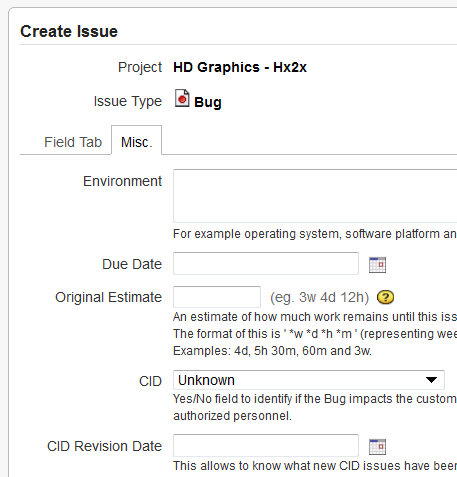 Create Issue
Project HD Graphics - Hx2x
Issue Type Bug
Field Tab Misc.
Environment
For example operating system, software platform an
Due Date
Original Estimate (eg. 3w 4d 12h) ?
An estimate of how much work remains until this iss
The format of this is ' *w *d *h *m ' (representing wee
Examples: 4d, 5h 30m, 60m and 3w.
CID Unknown
Yes/No field to identify if the Bug impacts the custom
authorized personnel.
CID Revision Date
This allows to know what new CID issues have been